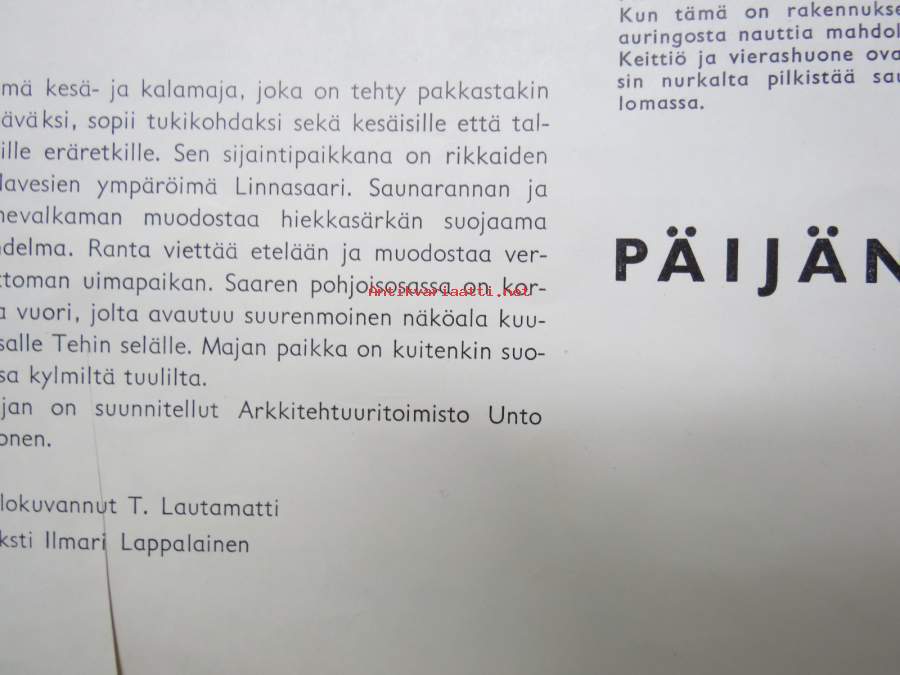 mä kesä- ja kalamaja, joka on tehty pakkastakin
äväksi, sopii tukikohdaksi sekä kesäisille että tal-
ille eräretkille. Sen sijaintipaikkana on rikkaiden
lavesien ympäröimä Linnasaari. Saunarannan ja
nevalkaman muodostaa hiekkasärkän suojaama
delma. Ranta viettää etelään ja muodostaa ver-
ttoman uimapaikan. Saaren pohjoisosassa on kor-
a vuori, jolta avautuu suurenmoinen näköala kuu-
salle Tehin selälle. Majan paikka on kuitenkin suo-
sa kylmiltä tuulilta.
jan on suunnitellut Arkkitehtuuritoimisto Unto
onen.
lokuvannut T. Lautamatti
ksti Ilmari Lappalainen
Kun tämä on rakennukse
auringosta nauttia mahdol
Keittiö ja vierashuone ova
sin nurkalta pilkistää sau
lomassa.
PÄIJÄN
Antikvariaatti.net